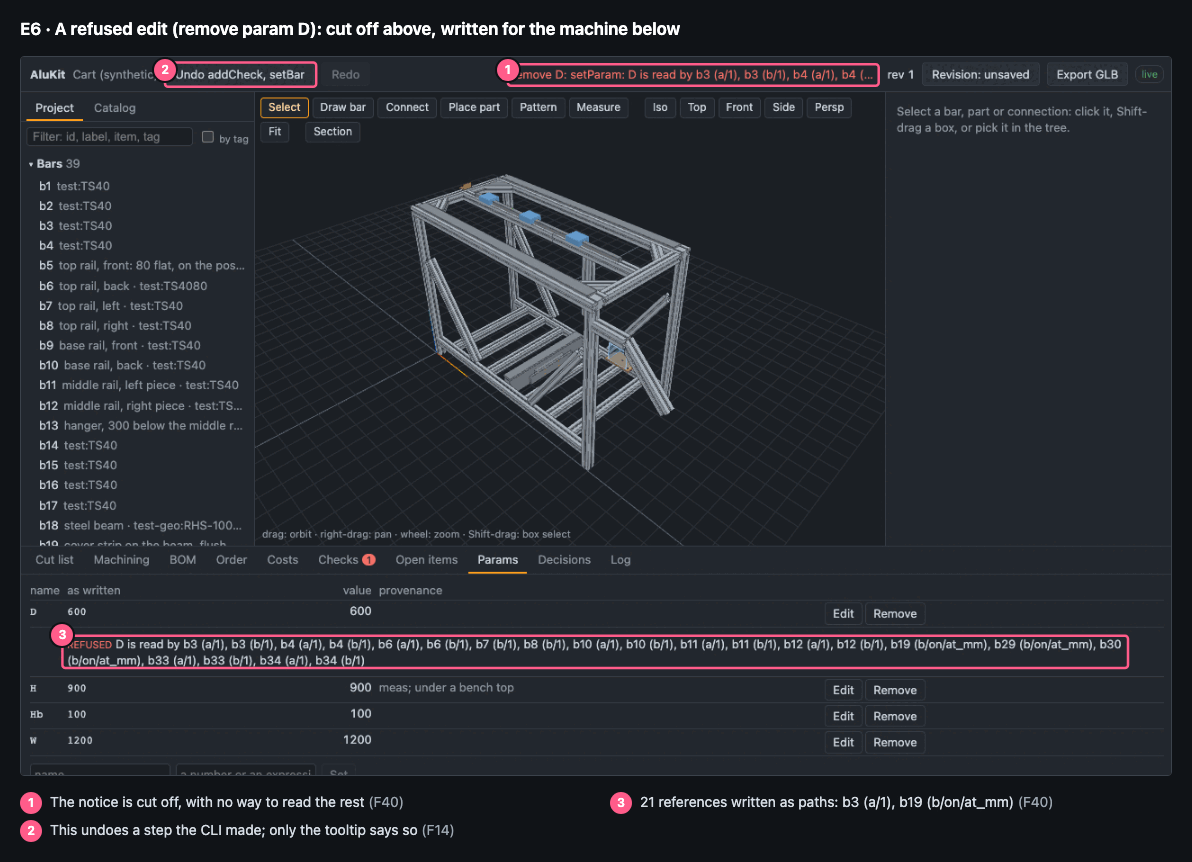 E6 · A refused edit (remove param D): cut off above, written for the machine below
AluKit Cart (synthetic 2 Undo addCheck, setBar Redo 1 emove D: setParam: D is read by b3 (a/1), b3 (b/1), b4 (a/1), b4 (... rev 1 Revision: unsaved Export GLB live
Project Catalog
Select Draw bar Connect Place part Pattern Measure Iso Top Front Side Persp
Fit Section
Select a bar, part or connection: click it, Shift-
drag a box, or pick it in the tree.
Filter: id, label, item, tag by tag
Bars 39
b1 test:TS40
b2 test:TS40
b3 test:TS40
b4 test:TS40
b5 top rail, front: 80 flat, on the pos...
b6 top rail, back · test:TS4080
b7 top rail, left · test:TS40
b8 top rail, right · test:TS40
b9 base rail, front · test:TS40
b10 base rail, back · test:TS40
b11 middle rail, left piece · test:TS40
b12 middle rail, right piece · test:TS...
b13 hanger, 300 below the middle r...
b14 test:TS40
b15 test:TS40
b16 test:TS40
b17 test:TS40
b18 steel beam · test-geo:RHS-100...
b19 cover strip on the beam, flush
drag: orbit · right-drag: pan · wheel: zoom · Shift-drag: box select
Cut list Machining BOM Order Costs Checks 1 Open items Params Decisions Log
name as written value provenance
D 600 600 Edit Remove
3
REFUSED D is read by b3 (a/1), b3 (b/1), b4 (a/1), b4 (b/1), b6 (a/1), b6 (b/1), b7 (b/1), b8 (b/1), b10 (a/1), b10 (b/1), b11 (a/1), b11 (b/1), b12 (a/1), b12 (b/1), b19 (b/on/at_mm), b29 (b/on/at_mm), b30
(b/on/at_mm), b33 (a/1), b33 (b/1), b34 (a/1), b34 (b/1)
H 900 900 meas; under a bench top Edit Remove
Hb 100 100 Edit Remove
W 1200 1200 Edit Remove
name a number or an expressi Set
1 The notice is cut off, with no way to read the rest (F40)
2 This undoes a step the CLI made; only the tooltip says so (F14)
3 21 references written as paths: b3 (a/1), b19 (b/on/at_mm) (F40)